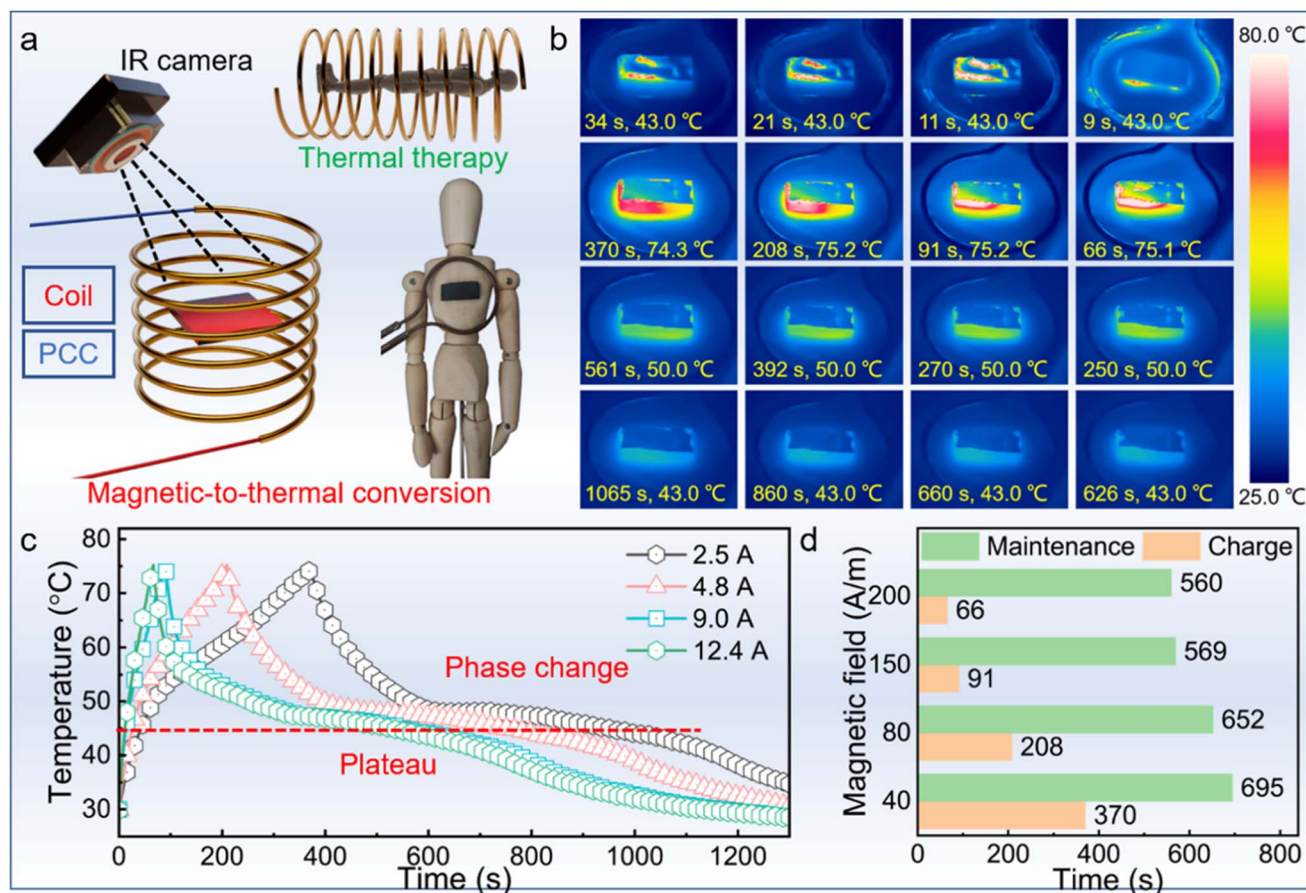 a
IR camera
Thermal therapy
Coil
PCC
Magnetic-to-thermal conversion
b
34 s, 43.0 ℃
21 s, 43.0 ℃
11 s, 43.0 ℃
9 s, 43.0 ℃
370 s, 74.3 ℃
208 s, 75.2 ℃
91 s, 75.2 ℃
66 s, 75.1 ℃
561 s, 50.0 ℃
392 s, 50.0 ℃
270 s, 50.0 ℃
250 s, 50.0 ℃
1065 s, 43.0 ℃
860 s, 43.0 ℃
660 s, 43.0 ℃
626 s, 43.0 ℃
80.0 ℃
25.0 ℃
c
Temperature (°C)
80
70
60
50
40
30
2.5 A
4.8 A
9.0 A
12.4 A
Phase change
Plateau
0 200 400 600 800 1000 1200
Time (s)
d
Magnetic field (A/m)
Maintenance
Charge
200
560
66
150
569
91
80
652
208
40
695
370
0 200 400 600 800
Time (s)